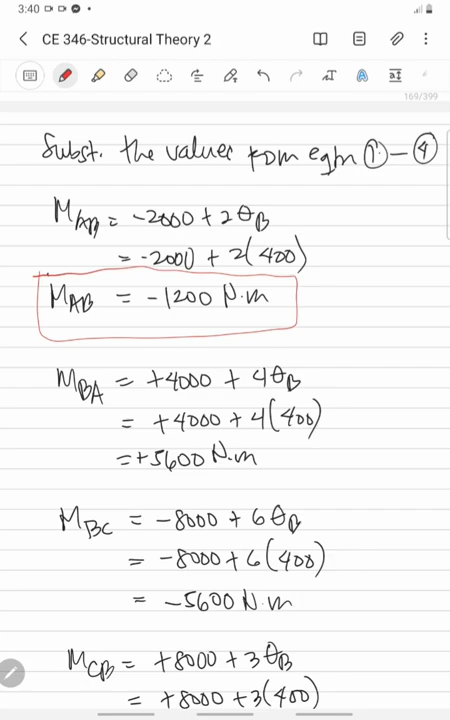 3:40
CE 346-Structural Theory 2
169/399
Subst. the values from eqtn ① - ④
M_AB = -2000 + 2θ_B
= -2000 + 2(400)
M_AB = -1200 N·m
M_BA = +4000 + 4θ_B
= +4000 + 4(400)
= +5600 N·m
M_BC = -8000 + 6θ_B
= -8000 + 6(400)
= -5600 N·m
M_CB = +8000 + 3θ_B
= +8000 + 3(400)